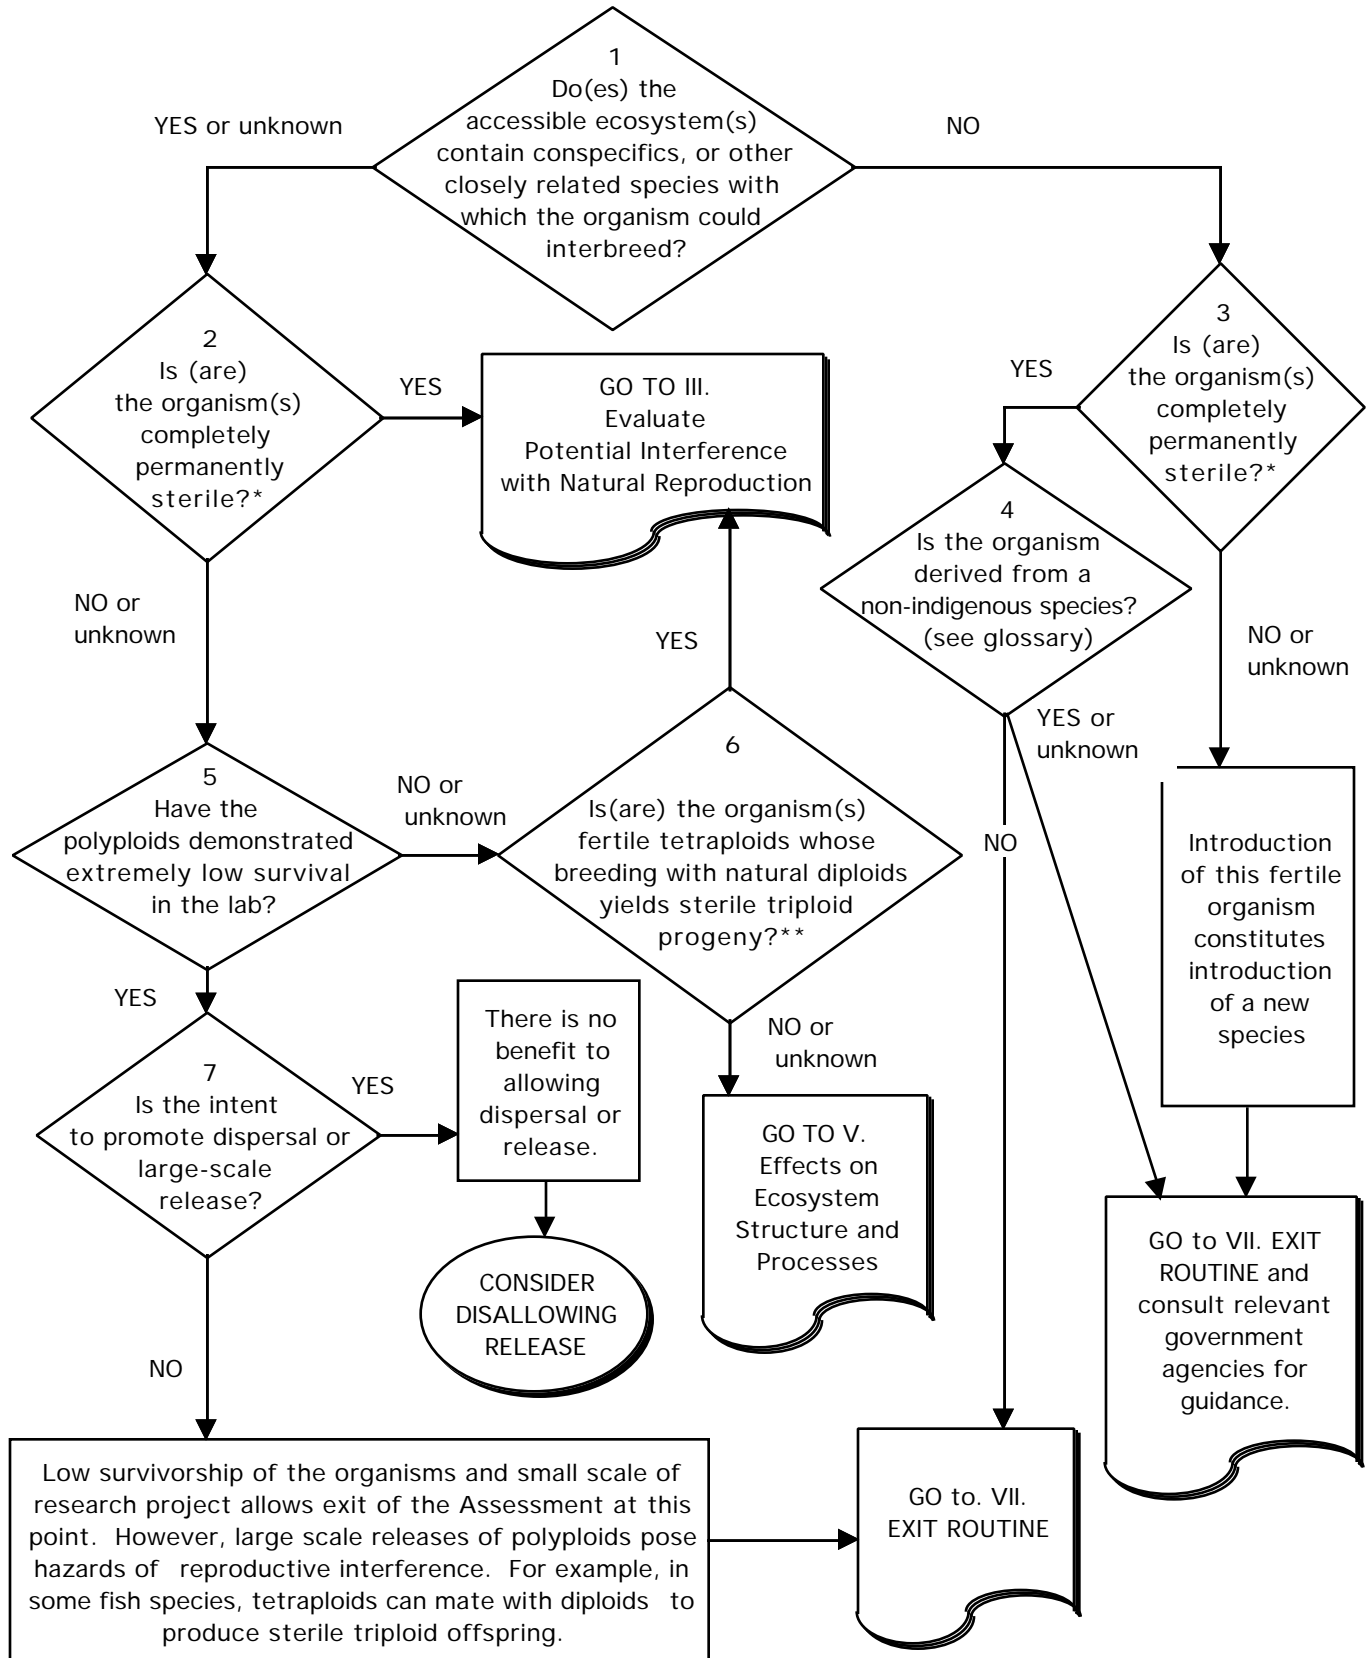 1
Do(es) the
accessible ecosystem(s)
contain conspecifics, or other
closely related species with
which the organism could
interbreed?
YES or unknown
NO
2
Is (are)
the organism(s)
completely
permanently
sterile?*
YES
GO TO III.
Evaluate
Potential Interference
with Natural Reproduction
3
Is (are)
the organism(s)
completely
permanently
sterile?*
YES
4
Is the organism
derived from a
non-indigenous species?
(see glossary)
NO or
unknown
YES
NO or
unknown
YES or
unknown
NO
5
Have the
polyploids demonstrated
extremely low survival
in the lab?
NO or
unknown
6
Is(are) the organism(s)
fertile tetraploids whose
breeding with natural diploids
yields sterile triploid
progeny?**
Introduction
of this fertile
organism
constitutes
introduction
of a new
species
YES
7
Is the intent
to promote dispersal or
large-scale
release?
YES
There is no
benefit to
allowing
dispersal or
release.
NO or
unknown
GO TO V.
Effects on
Ecosystem
Structure and
Processes
CONSIDER
DISALLOWING
RELEASE
GO to VII. EXIT
ROUTINE and
consult relevant
government
agencies for
guidance.
NO
Low survivorship of the organisms and small scale of
research project allows exit of the Assessment at this
point. However, large scale releases of polyploids pose
hazards of reproductive interference. For example, in
some fish species, tetraploids can mate with diploids to
produce sterile triploid offspring.
GO to. VII.
EXIT ROUTINE